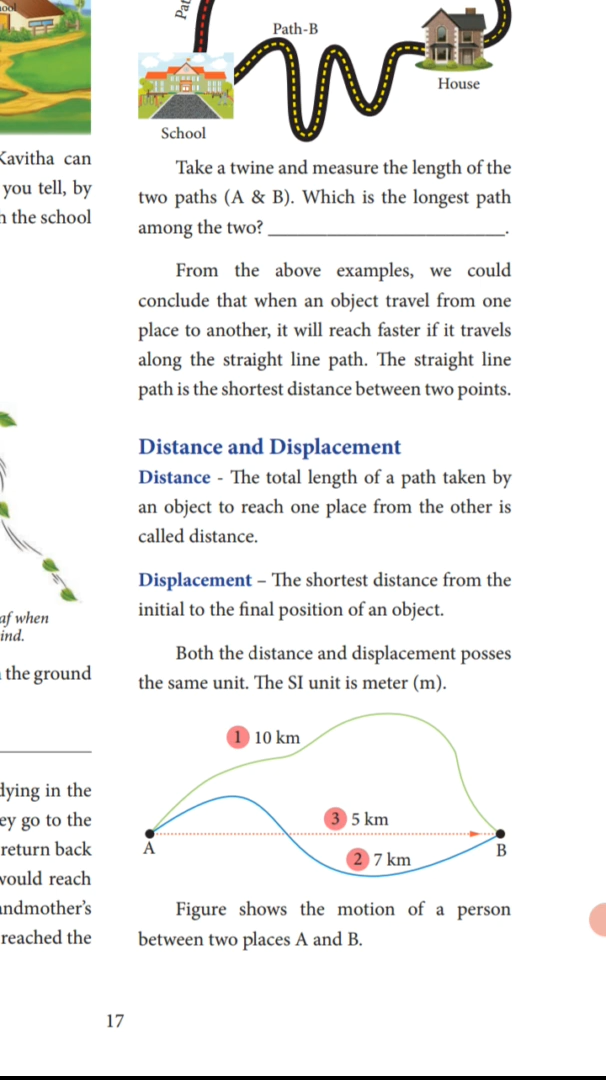 ool
Pat
Path-B
House
School
Kavitha can
you tell, by
h the school
Take a twine and measure the length of the
two paths (A & B). Which is the longest path
among the two? ______________________.
From the above examples, we could
conclude that when an object travel from one
place to another, it will reach faster if it travels
along the straight line path. The straight line
path is the shortest distance between two points.
Distance and Displacement
Distance - The total length of a path taken by
an object to reach one place from the other is
called distance.
Displacement – The shortest distance from the
initial to the final position of an object.
af when
ind.
Both the distance and displacement posses
the same unit. The SI unit is meter (m).
the ground
1 10 km
3 5 km
A
B
2 7 km
dying in the
ey go to the
return back
would reach
andmother's
reached the
Figure shows the motion of a person
between two places A and B.
17